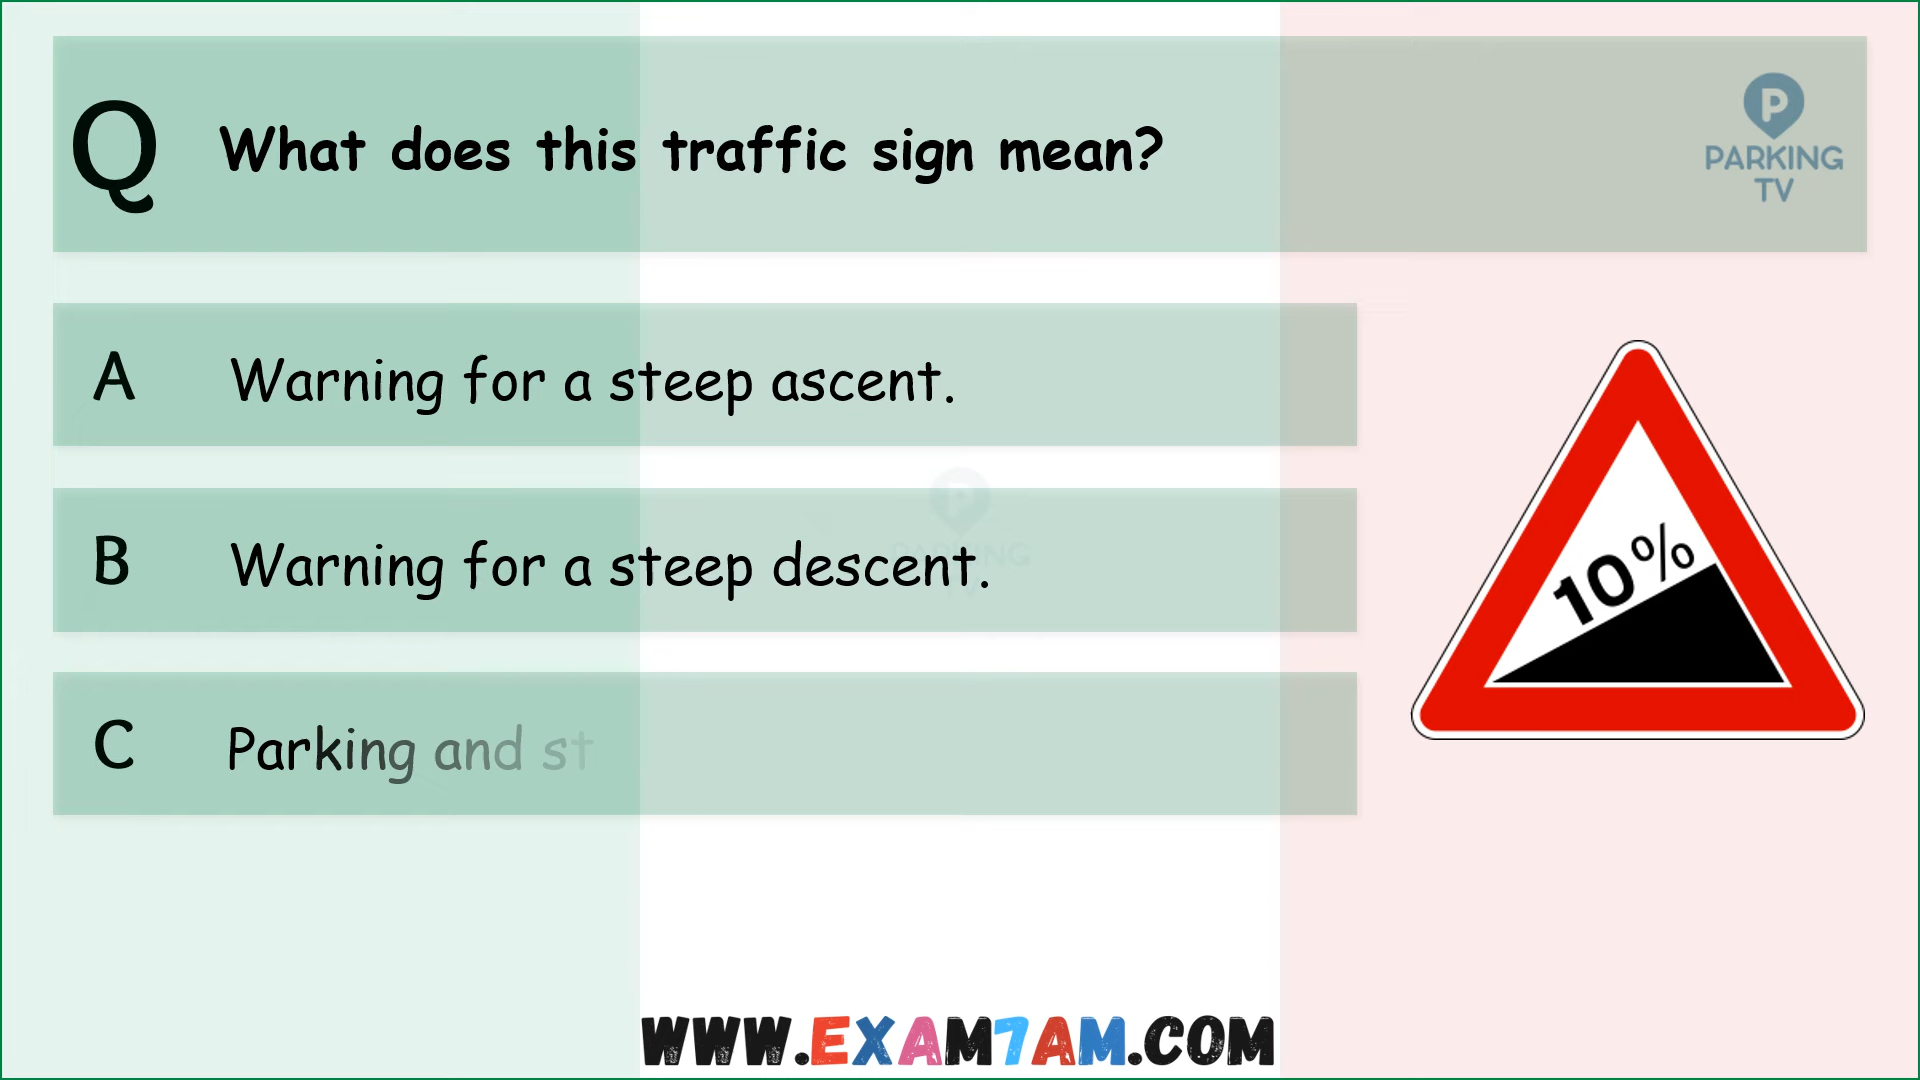 Q What does this traffic sign mean?
P
PARKING
TV
A Warning for a steep ascent.
B Warning for a steep descent.
C Parking and st
10%
WWW.EXAM7AM.COM